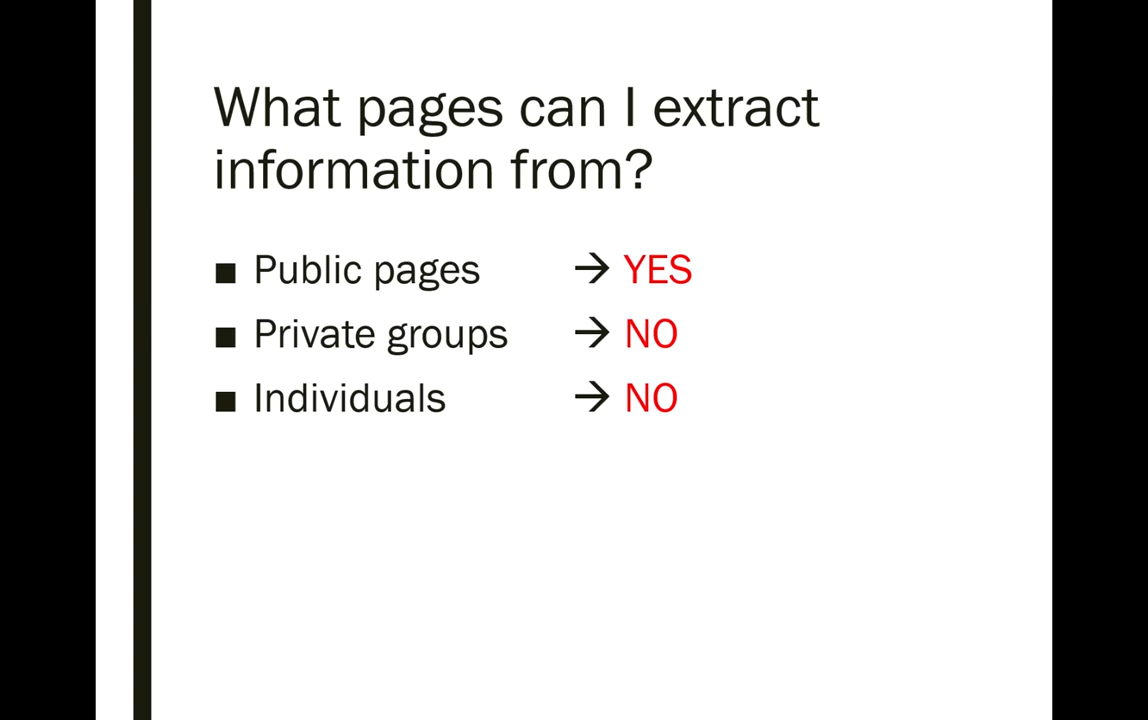 What pages can I extract
information from?
■ Public pages → YES
■ Private groups → NO
■ Individuals → NO